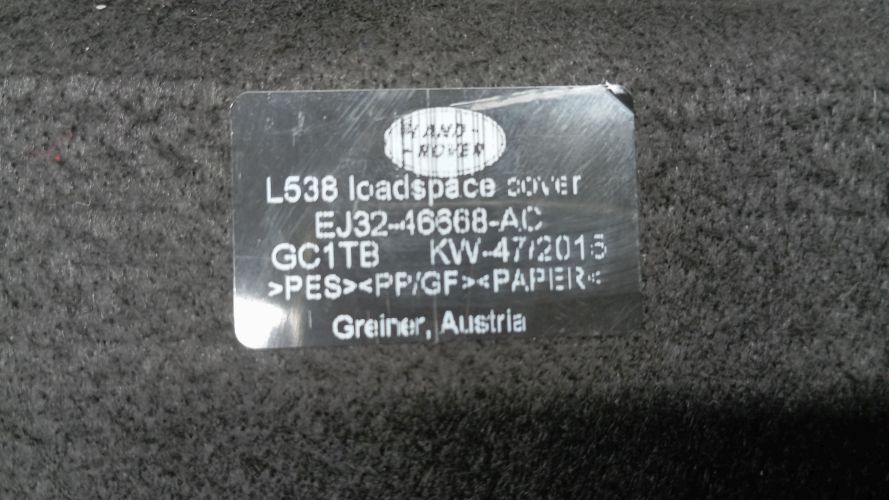 LAND-
-ROVER
L538 loadspace cover
EJ32-46668-AC
GC1TB KW-47/2015
>PES><PP/GF><PAPER<
Greiner, Austria